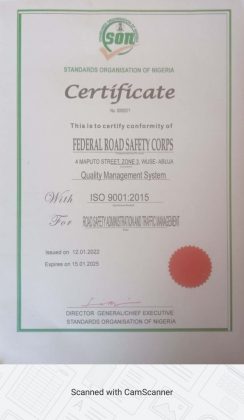 SON
STANDARDS ORGANISATION OF NIGERIA
Certificate
This is to certify conformity of
FEDERAL ROAD SAFETY CORPS
4 MAPUTO STREET, ZONE 3, WUSE- ABUJA
Quality Management System
With ISO 9001:2015
For ROAD SAFETY ADMINISTRATION AND TRAFFIC MANAGEMENT
Issued on 12.01.2022
Expires on 15.01.2025
DIRECTOR GENERAL/CHIEF EXECUTIVE
STANDARDS ORGANISATION OF NIGERIA
Scanned with CamScanner